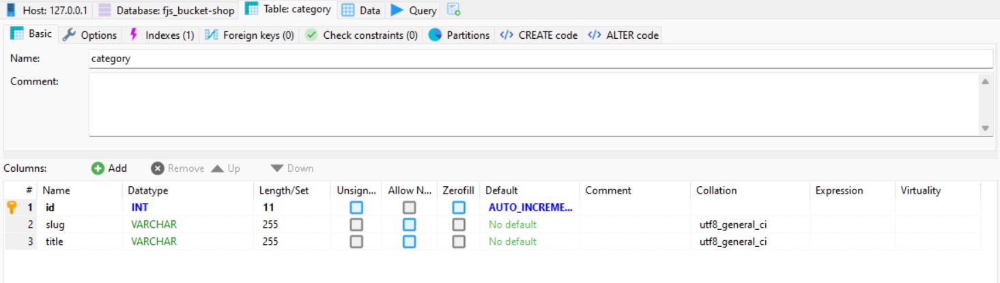 Host: 127.0.0.1 Database: fjs_bucket-shop Table: category Data Query
Basic Options Indexes (1) Foreign keys (0) Check constraints (0) Partitions CREATE code ALTER code
Name: category
Comment:
Columns: Add Remove Up Down
# Name Datatype Length/Set Unsign... Allow N... Zerofill Default Comment Collation Expression Virtuality
1 id INT 11 AUTO_INCREME...
2 slug VARCHAR 255 No default utf8_general_ci
3 title VARCHAR 255 No default utf8_general_ci